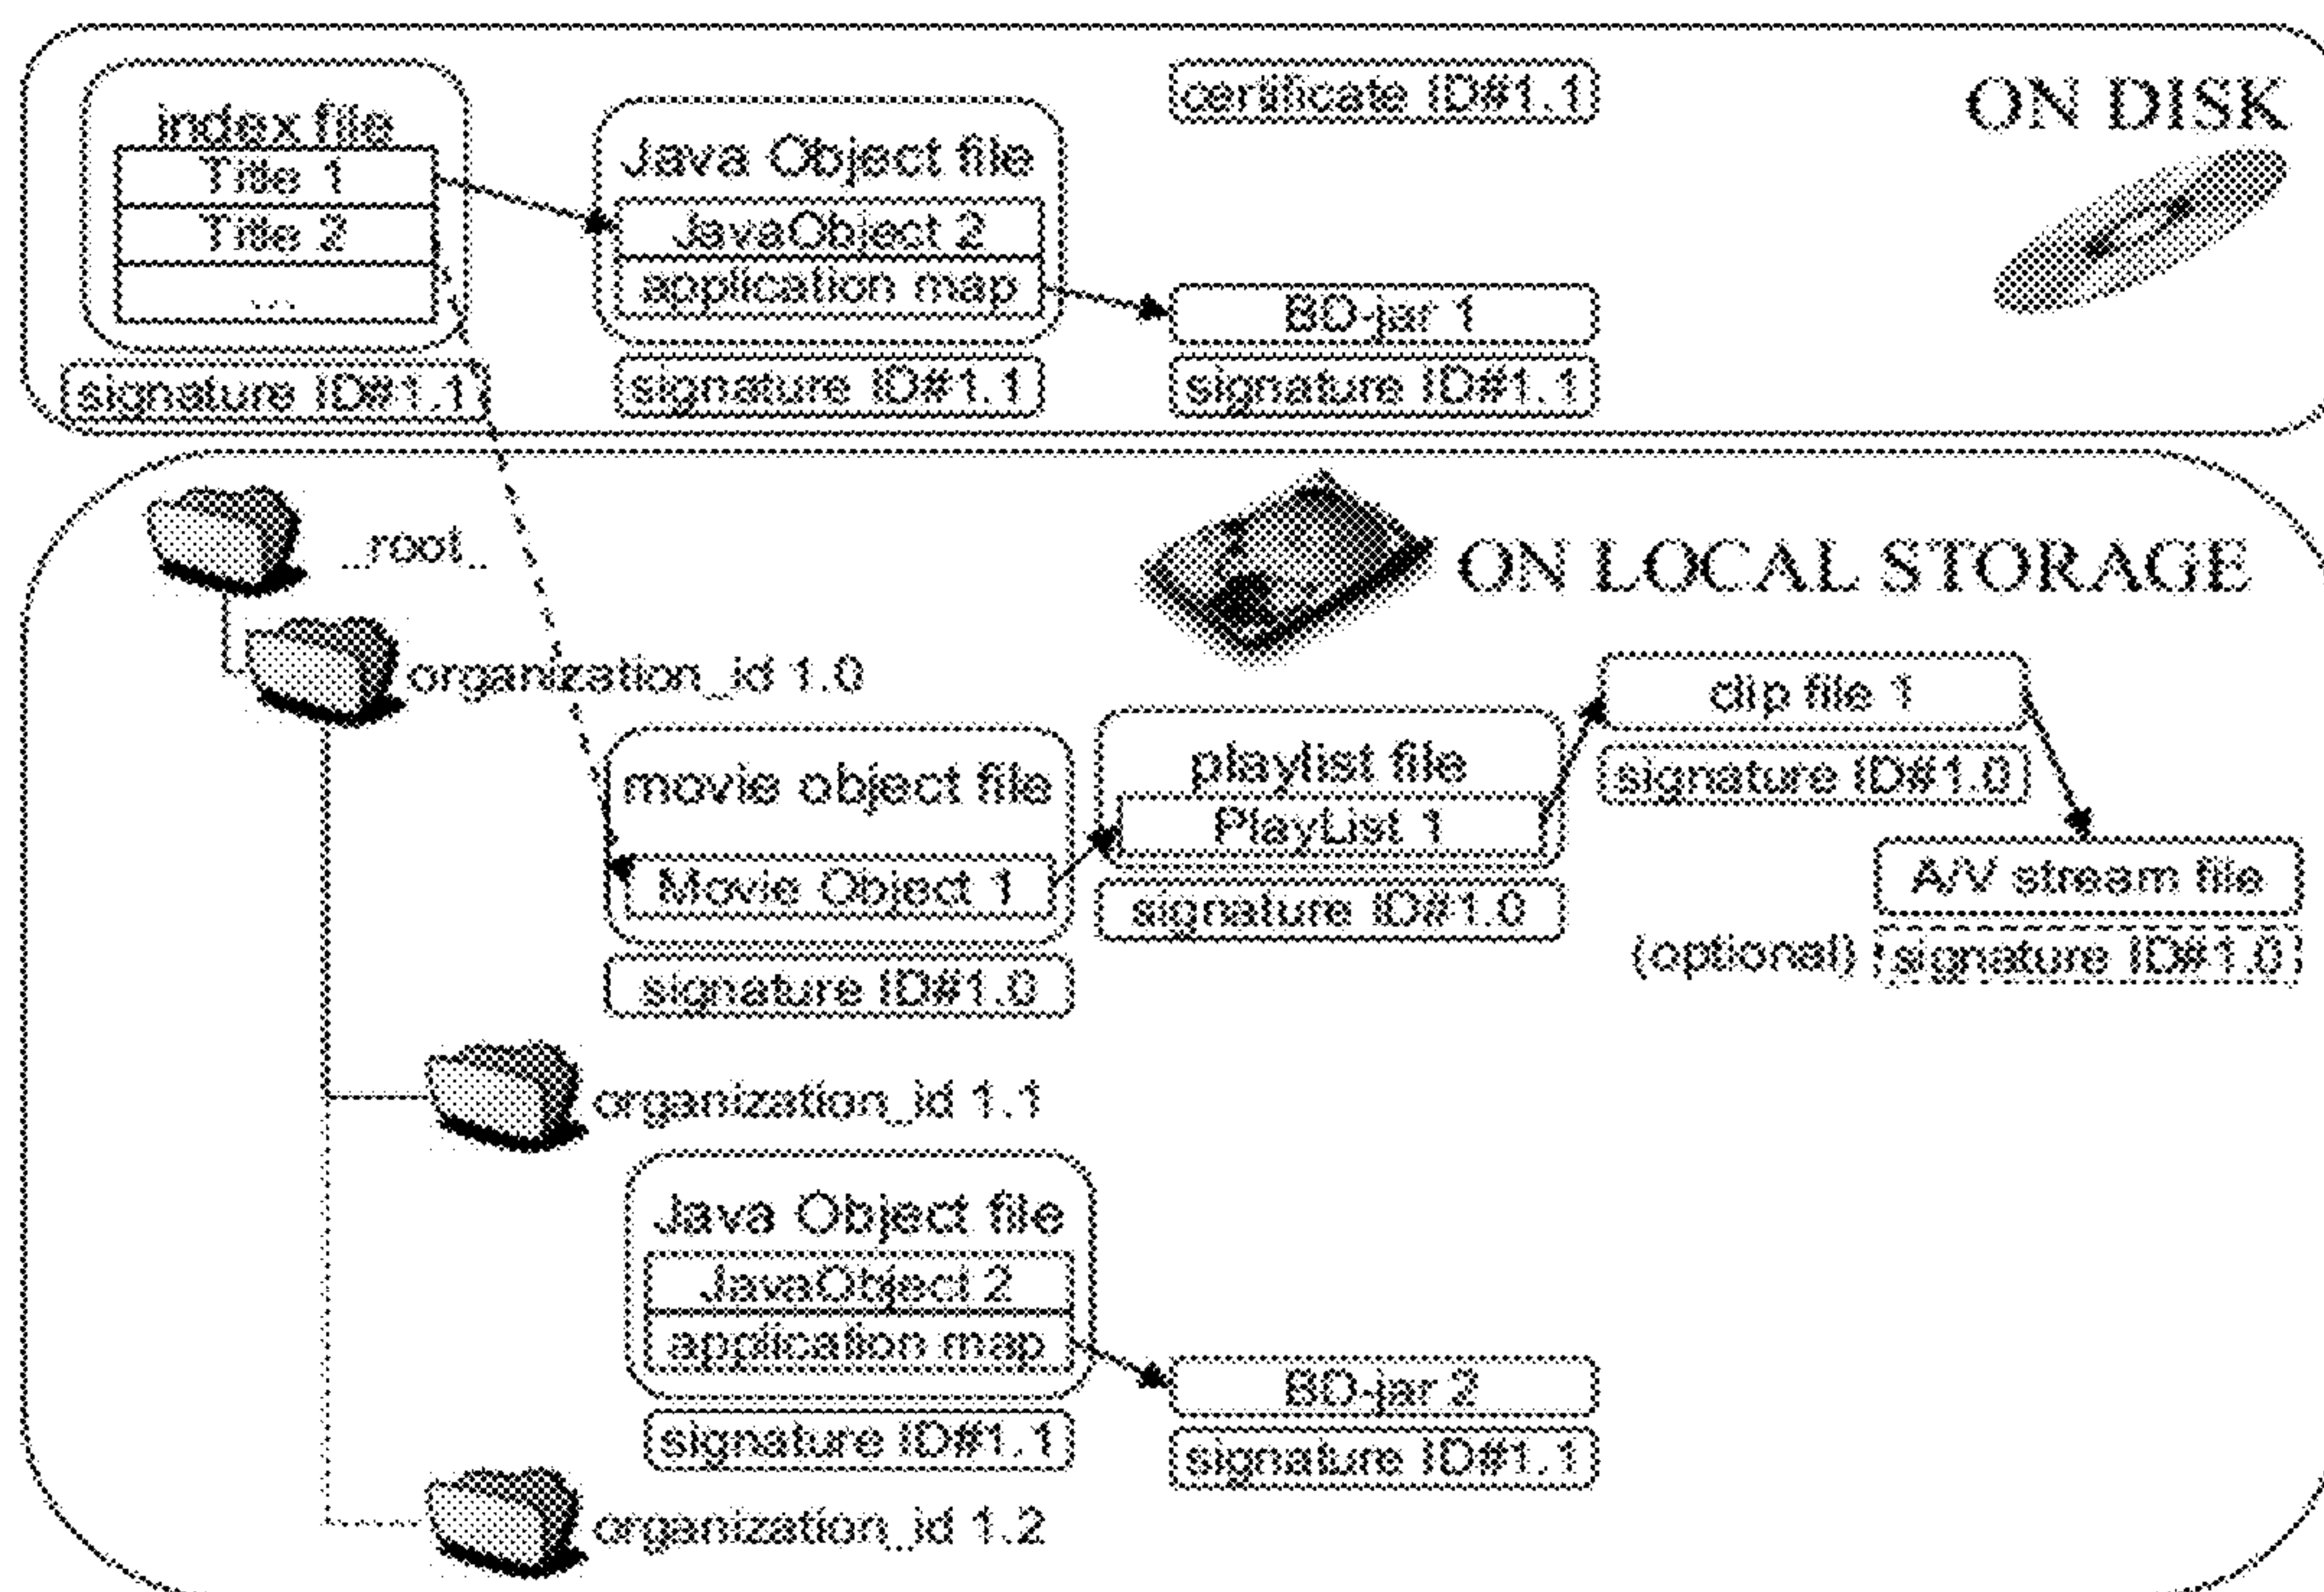 index file
Title 1
Title 2
...
signature ID#1.1
Java Object file
JavaObject 2
application map
signature ID#1.1
certificate ID#1.1
BD-jar 1
signature ID#1.1
ON DISK
_root_
organization_id 1.0
ON LOCAL STORAGE
movie object file
Movie Object 1
signature ID#1.0
playlist file
PlayList 1
signature ID#1.0
clip file 1
signature ID#1.0
A/V stream file
(optional) signature ID#1.0
organization_id 1.1
Java Object file
JavaObject 2
application map
signature ID#1.1
BD-jar 2
signature ID#1.1
organization_id 1.2